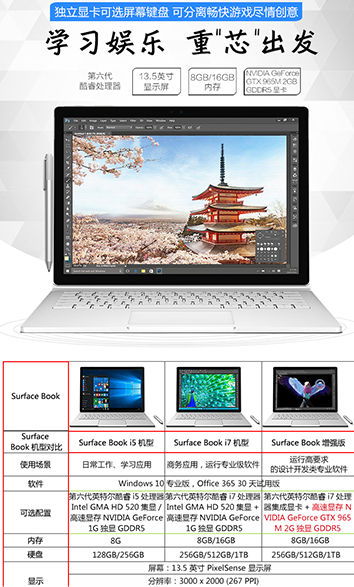 独立显卡可选屏幕键盘 可分离畅快游戏尽情创意
学习娱乐 重"芯"出发
第六代
酷睿处理器
13.5英寸
显示屏
8GB/16GB
内存
NVIDIA GeForce
GTX 965M 2GB
GDDR5 显卡
Surface Book
Surface
Book 机型对比
Surface Book i5 机型
Surface Book i7 机型
Surface Book 增强版
使用场景
日常工作、学习应用
商务应用，运行专业级软件
运行高要求
的设计开发类专业软件
软件
Windows 10 专业版，Office 365 30 天试用版
可选配置
第六代英特尔酷睿 i5 处理器
Intel GMA HD 520 集显 /
高速显存 NVIDIA GeForce
1G 独显 GDDR5
第六代英特尔酷睿 i7 处理器
Intel GMA HD 520 集显 /
高速显存 NVIDIA GeForce
1G 独显 GDDR5
第六代英特尔酷睿 i7 处理
器集成显卡 + 高速显存 N
VIDIA GeForce GTX 965
M 2G 独显 GDDR5
内存
8G
8GB/16GB
8GB/16GB
硬盘
128GB/256GB
256GB/512GB/1TB
256GB/512GB/1TB
显示
屏幕：13.5 英寸 PixelSense 显示屏
分辨率：3000 x 2000 (267 PPI)